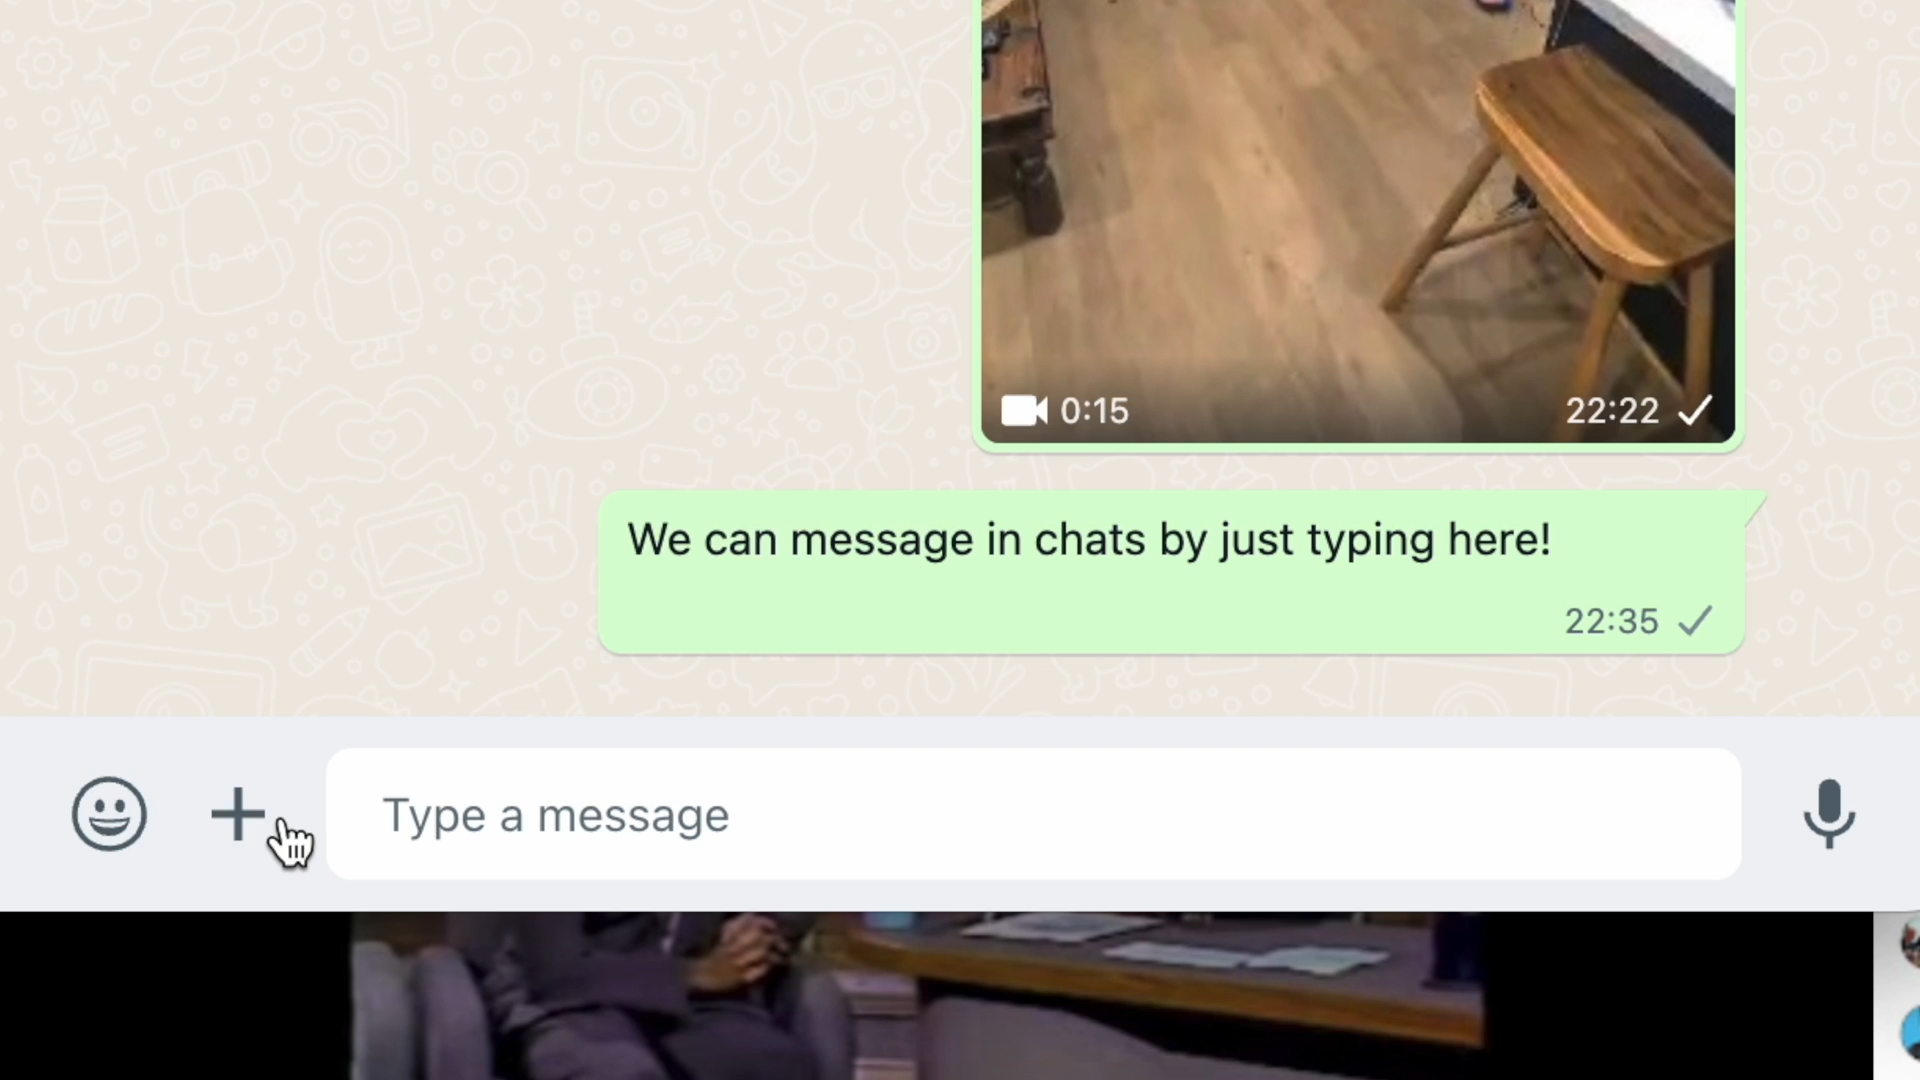 0:15 22:22
We can message in chats by just typing here!
22:35
Type a message